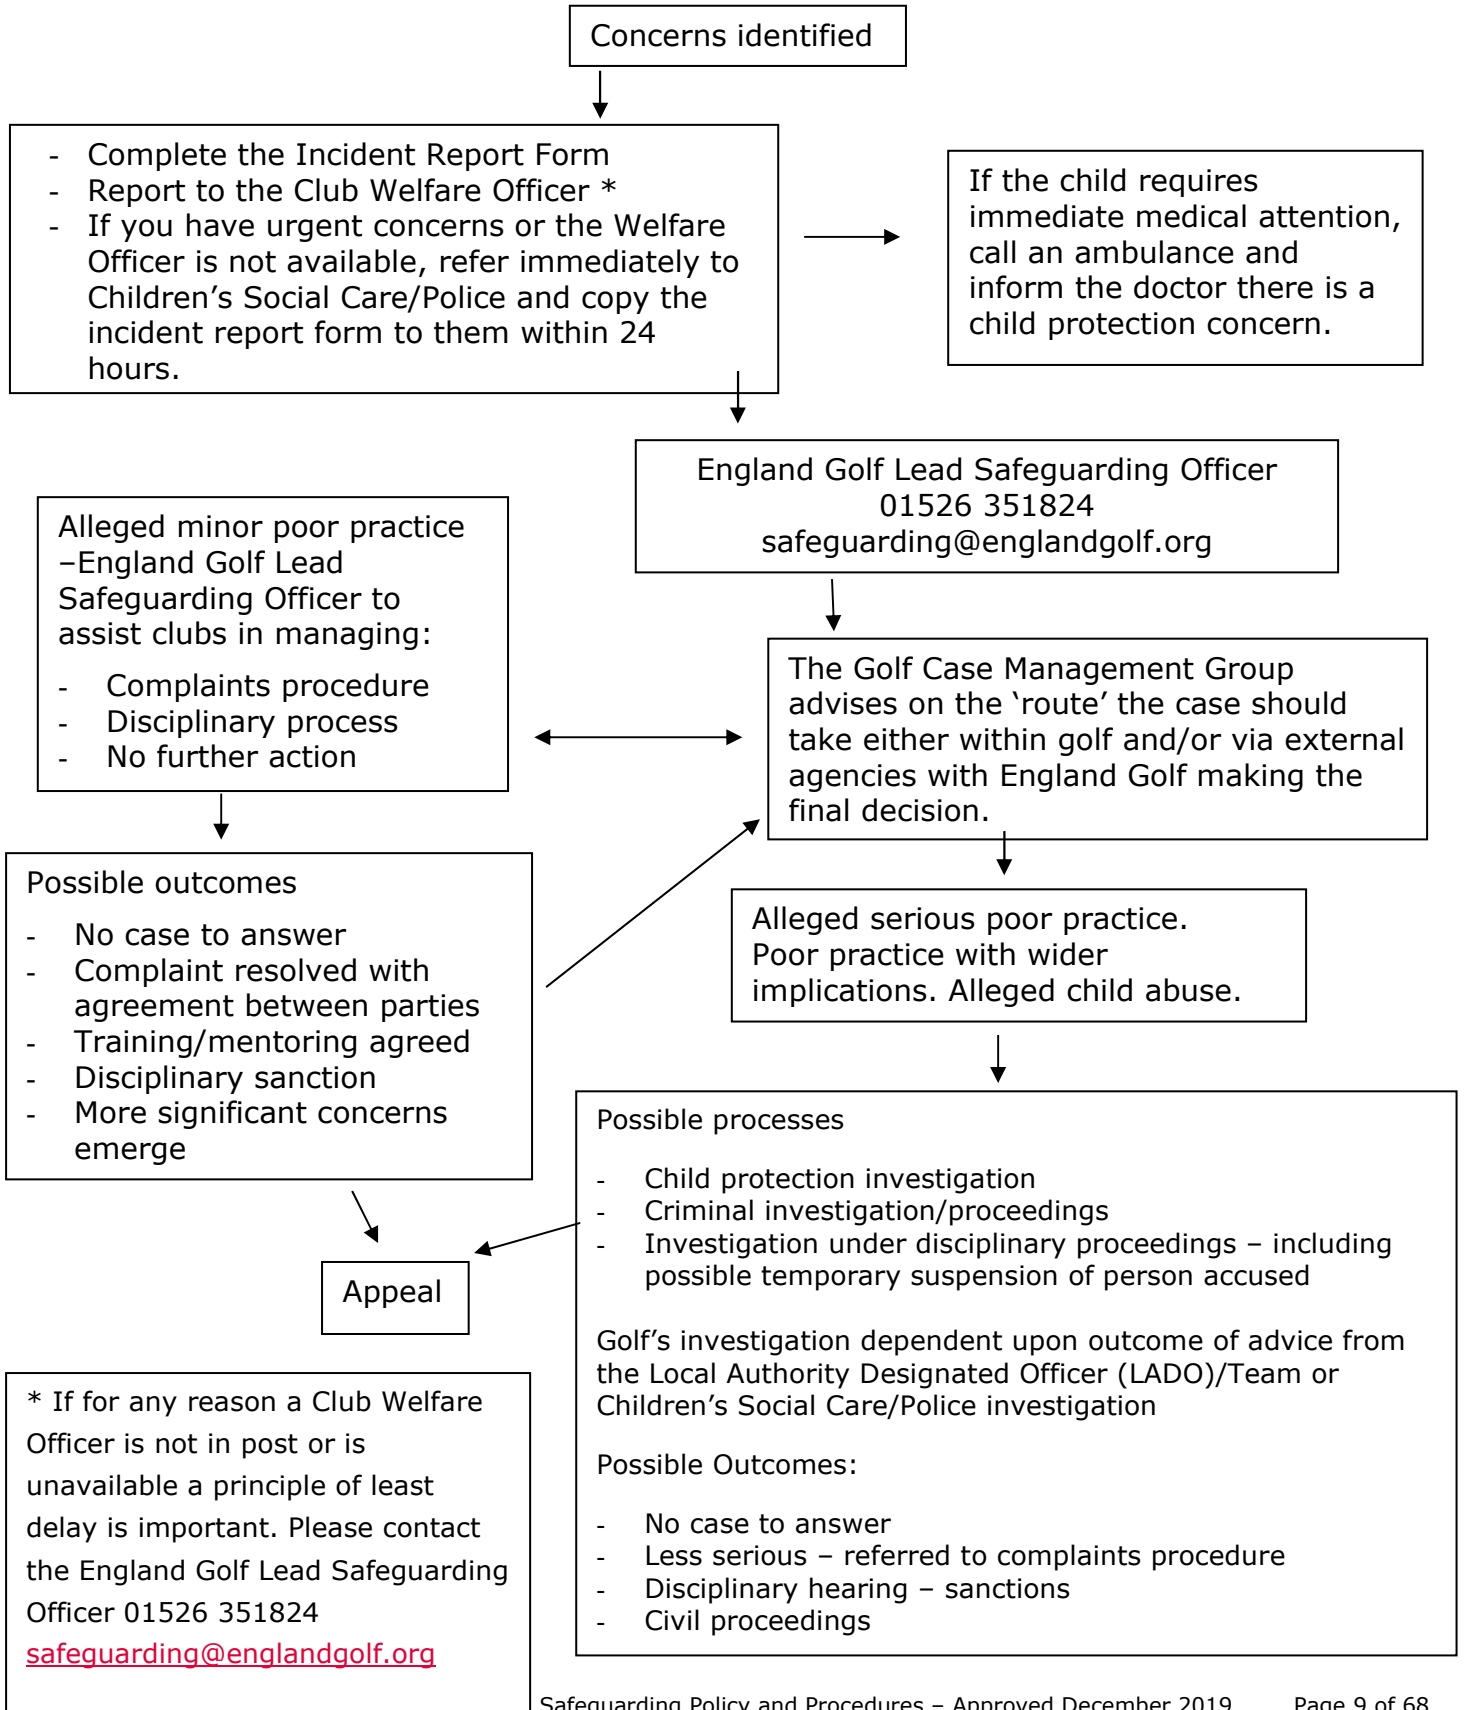 Concerns identified
- Complete the Incident Report Form
- Report to the Club Welfare Officer *
- If you have urgent concerns or the Welfare
Officer is not available, refer immediately to
Children’s Social Care/Police and copy the
incident report form to them within 24
hours.
If the child requires
immediate medical attention,
call an ambulance and
inform the doctor there is a
child protection concern.
England Golf Lead Safeguarding Officer
01526 351824
safeguarding@englandgolf.org
Alleged minor poor practice
–England Golf Lead
Safeguarding Officer to
assist clubs in managing:
- Complaints procedure
- Disciplinary process
- No further action
The Golf Case Management Group
advises on the ‘route’ the case should
take either within golf and/or via external
agencies with England Golf making the
final decision.
Possible outcomes
- No case to answer
- Complaint resolved with
agreement between parties
- Training/mentoring agreed
- Disciplinary sanction
- More significant concerns
emerge
Alleged serious poor practice.
Poor practice with wider
implications. Alleged child abuse.
Possible processes
- Child protection investigation
- Criminal investigation/proceedings
- Investigation under disciplinary proceedings – including
possible temporary suspension of person accused
Golf’s investigation dependent upon outcome of advice from
the Local Authority Designated Officer (LADO)/Team or
Children’s Social Care/Police investigation
Possible Outcomes:
- No case to answer
- Less serious – referred to complaints procedure
- Disciplinary hearing – sanctions
- Civil proceedings
Appeal
* If for any reason a Club Welfare
Officer is not in post or is
unavailable a principle of least
delay is important. Please contact
the England Golf Lead Safeguarding
Officer 01526 351824
safeguarding@englandgolf.org
Safeguarding Policy and Procedures – Approved December 2019 Page 9 of 68